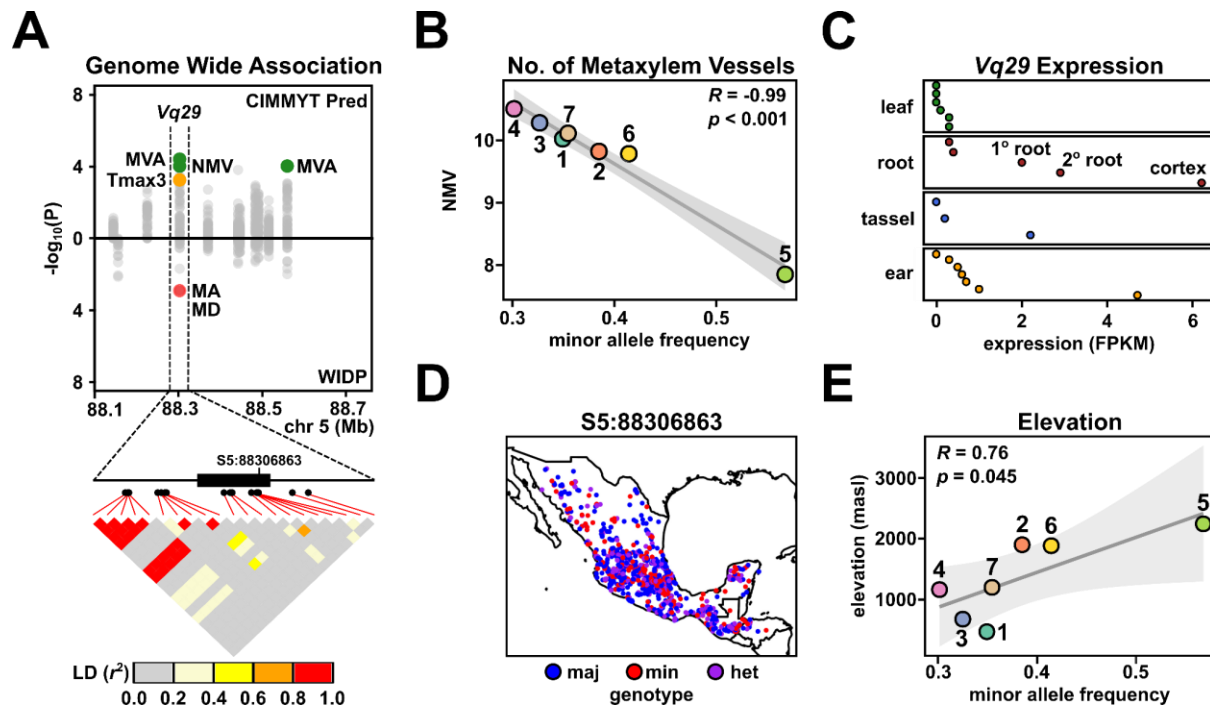 A
Genome Wide Association
Vq29
CIMMYT Pred
8
4
0
4
8
-log10(P)
MVA
NMV
MVA
Tmax3
MA
MD
WIDP
88.1 88.3 88.5 88.7
chr 5 (Mb)
S5:88306863
LD (r²)
0.0 0.2 0.4 0.6 0.8 1.0
B
No. of Metaxylem Vessels
R = -0.99
p < 0.001
NMV
10
9
8
4
3
1
7
2
6
5
0.3 0.4 0.5
minor allele frequency
C
Vq29 Expression
leaf
root
1° root
2° root
cortex
tassel
ear
0 2 4 6
expression (FPKM)
D
S5:88306863
maj min het
genotype
E
Elevation
R = 0.76
p = 0.045
elevation (masl)
3000
2000
1000
4
3
1
7
2
6
5
0.3 0.4 0.5
minor allele frequency